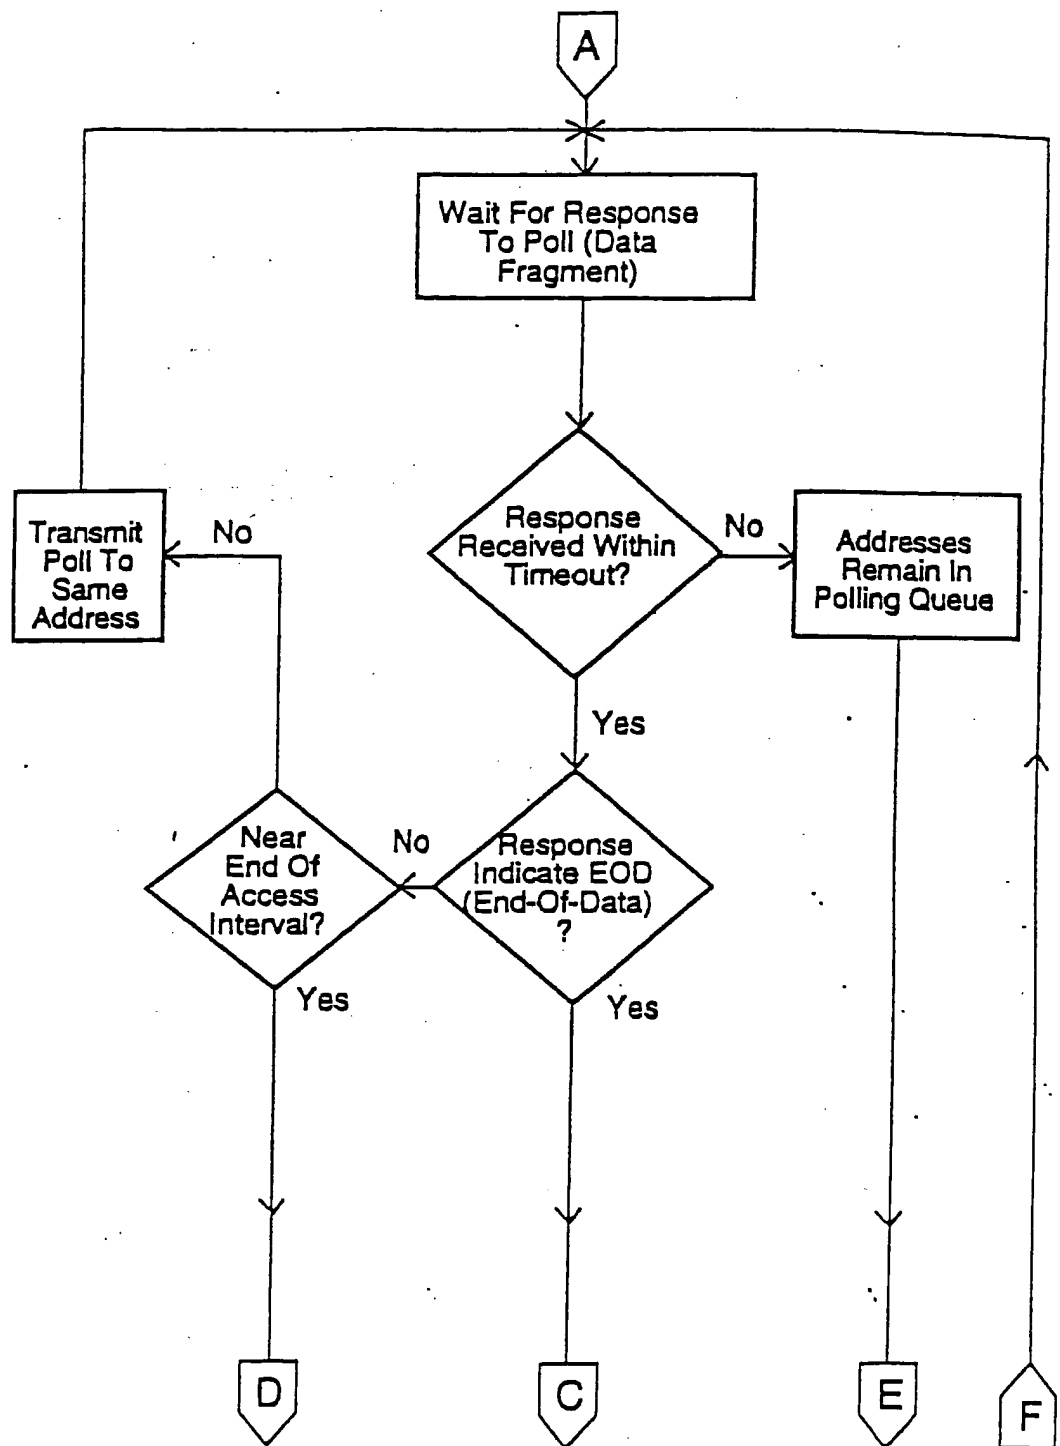 A
Wait For Response
To Poll (Data
Fragment)
Response
Received Within
Timeout?
No
Addresses
Remain In
Polling Queue
Transmit
Poll To
Same
Address
No
Yes
Near
End Of
Access
Interval?
No
Response
Indicate EOD
(End-Of-Data)
?
Yes
Yes
D
C
E
F